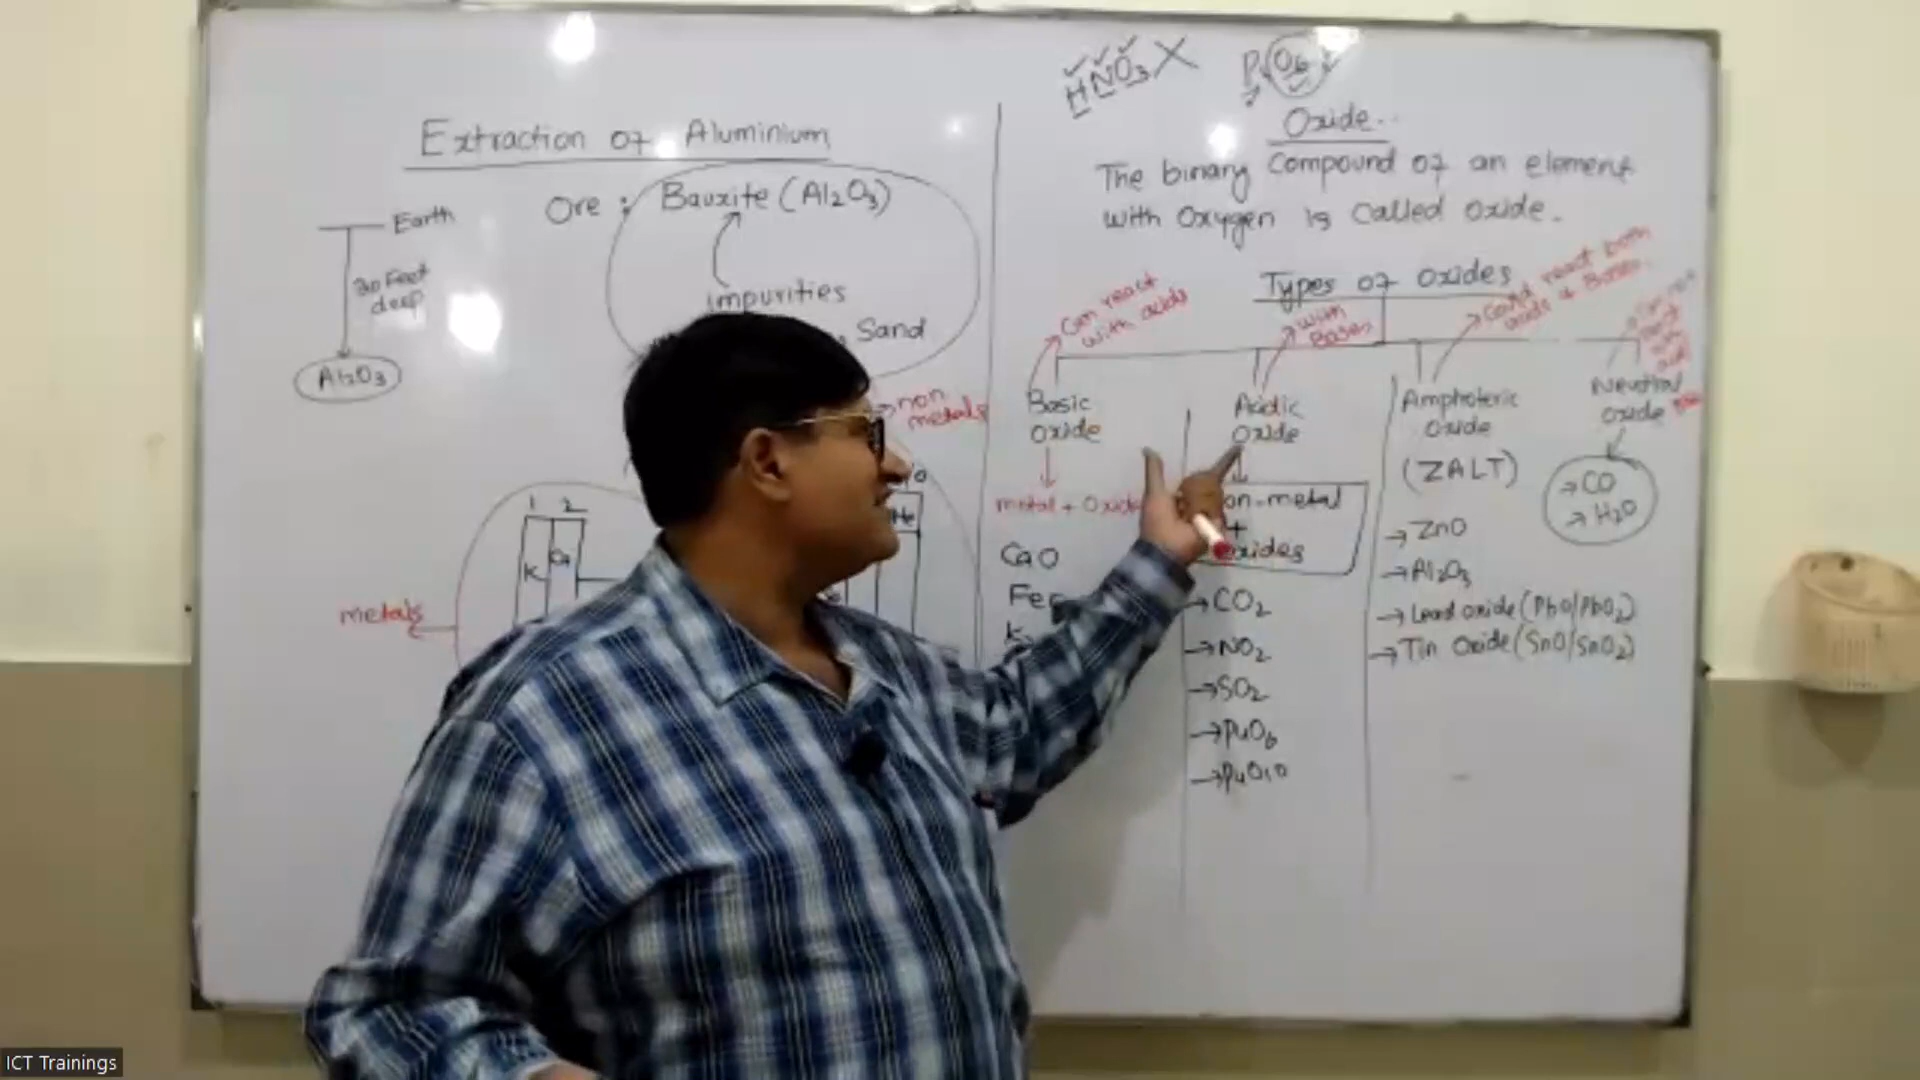 Extraction of Aluminium
Ore : Bauxite (Al2O3)
Earth
30 Feet
deep
Al2O3
impurities
Sand
non
metals
1 2
K Ca
He
metals
HNO3 X P4O6
Oxide..
The binary Compound of an element
with Oxygen is Called Oxide.
Types of Oxides
Can react
with acids
with
Bases
Could react both
acids & Bases.
Basic
Oxide
metal + Oxide
CaO
Acidic
Oxide
non-metal
+
Oxides
→ CO2
→ NO2
→ SO2
→ P4O6
→ P4O10
Amphoteric
Oxide
(ZALT)
→ ZnO
→ Al2O3
→ Lead oxide (PbO/PbO2)
→ Tin Oxide (SnO/SnO2)
Neutral
Oxide
→ CO
→ H2O
ICT Trainings